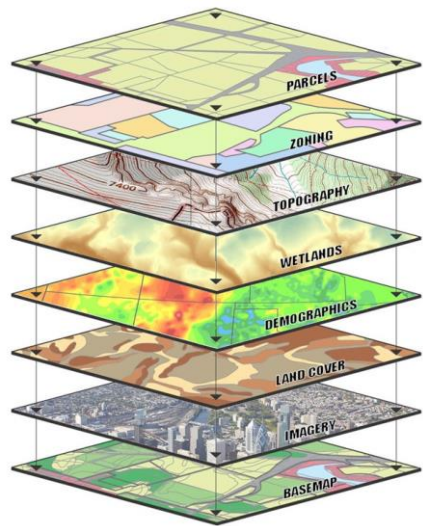 PARCELS
ZONING
7400
TOPOGRAPHY
WETLANDS
DEMOGRAPHICS
LAND COVER
IMAGERY
BASEMAP